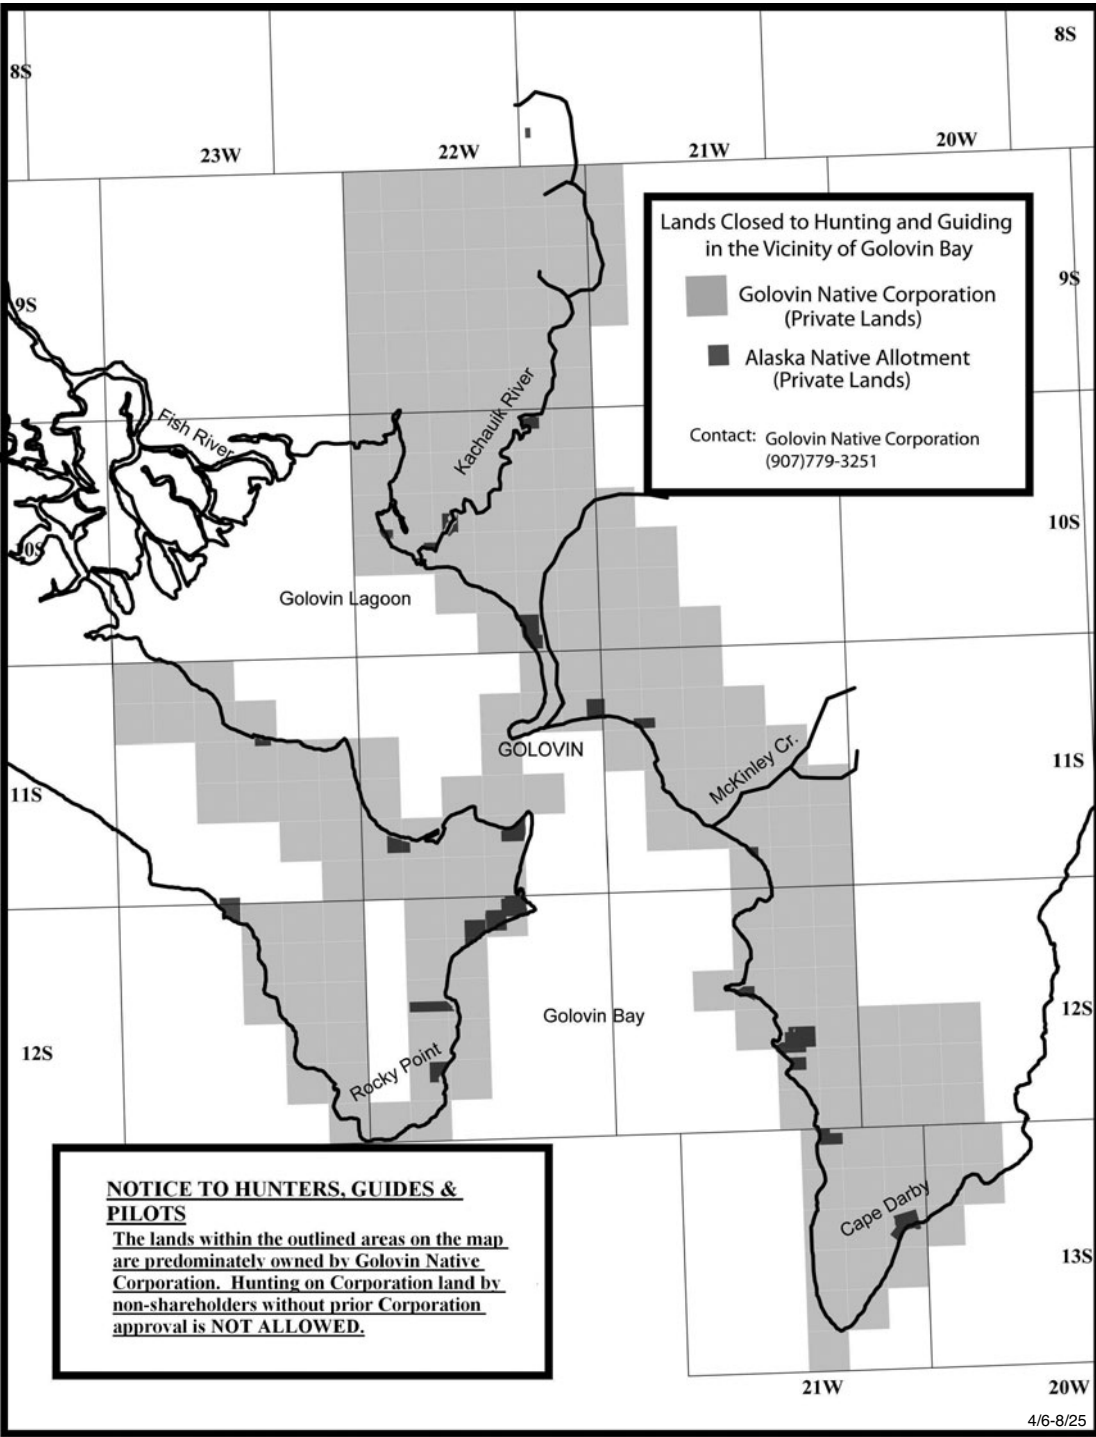 8S
8S
23W
22W
21W
20W
Lands Closed to Hunting and Guiding
in the Vicinity of Golovin Bay
Golovin Native Corporation
(Private Lands)
Alaska Native Allotment
(Private Lands)
Contact: Golovin Native Corporation
(907)779-3251
9S
9S
Fish River
Kachauik River
10S
10S
Golovin Lagoon
GOLOVIN
McKinley Cr.
11S
11S
Golovin Bay
12S
12S
Rocky Point
Cape Darby
13S
NOTICE TO HUNTERS, GUIDES &
PILOTS
The lands within the outlined areas on the map
are predominately owned by Golovin Native
Corporation. Hunting on Corporation land by
non-shareholders without prior Corporation
approval is NOT ALLOWED.
21W
20W
4/6-8/25